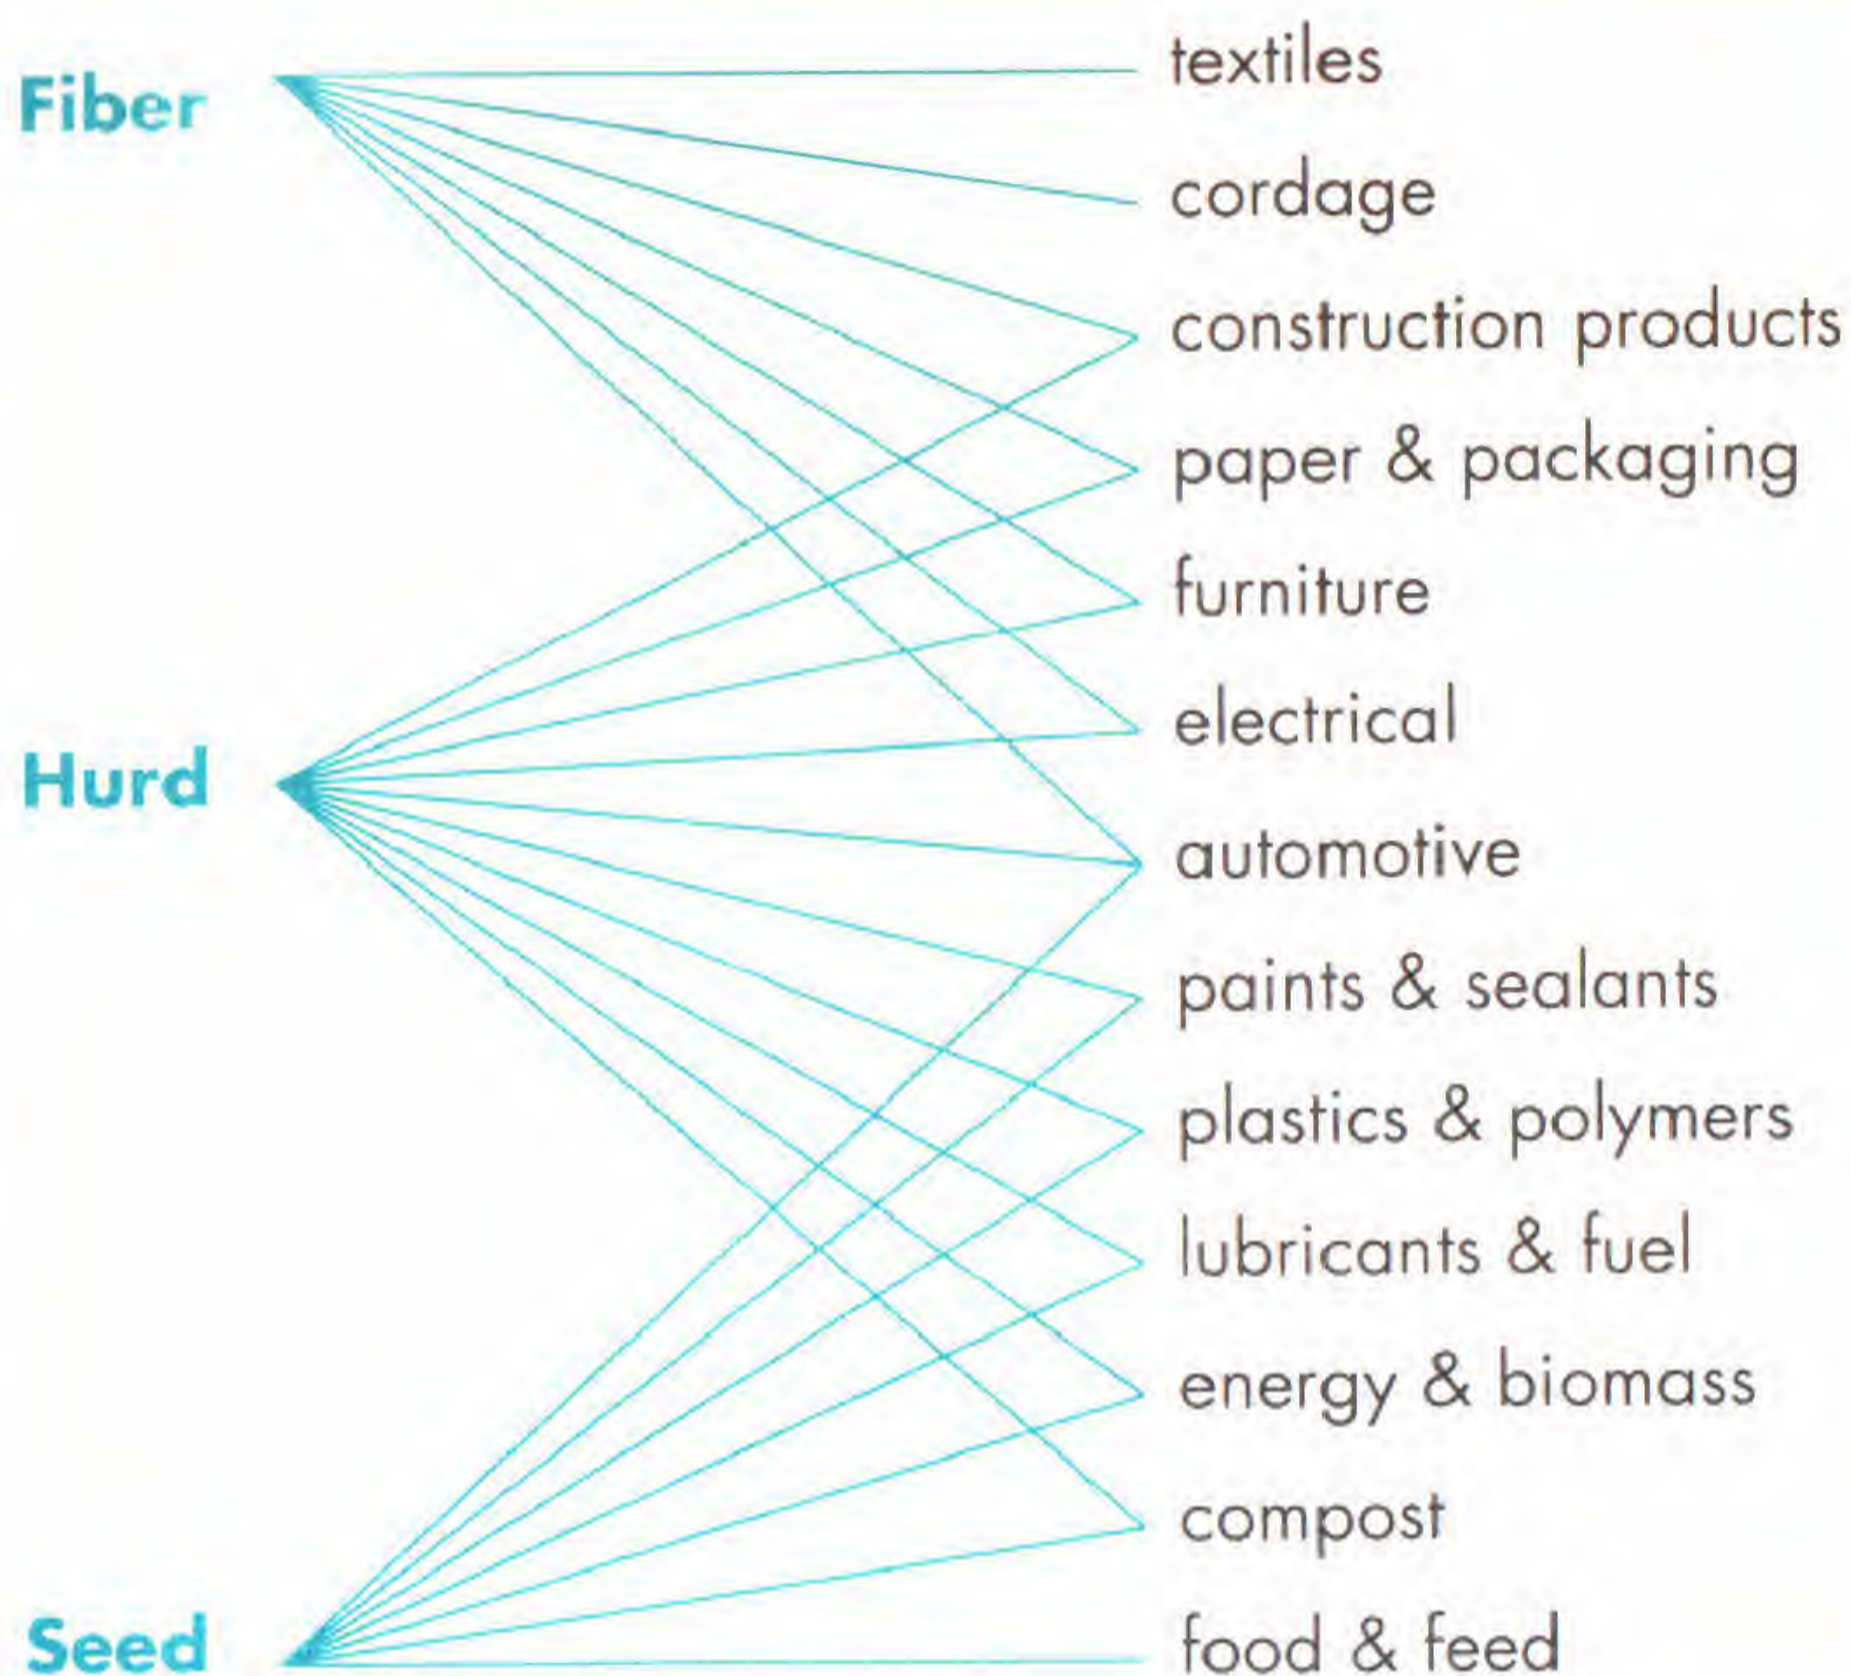 Fiber
textiles
cordage
construction products
paper & packaging
furniture
electrical
Hurd
automotive
paints & sealants
plastics & polymers
lubricants & fuel
energy & biomass
compost
Seed
food & feed